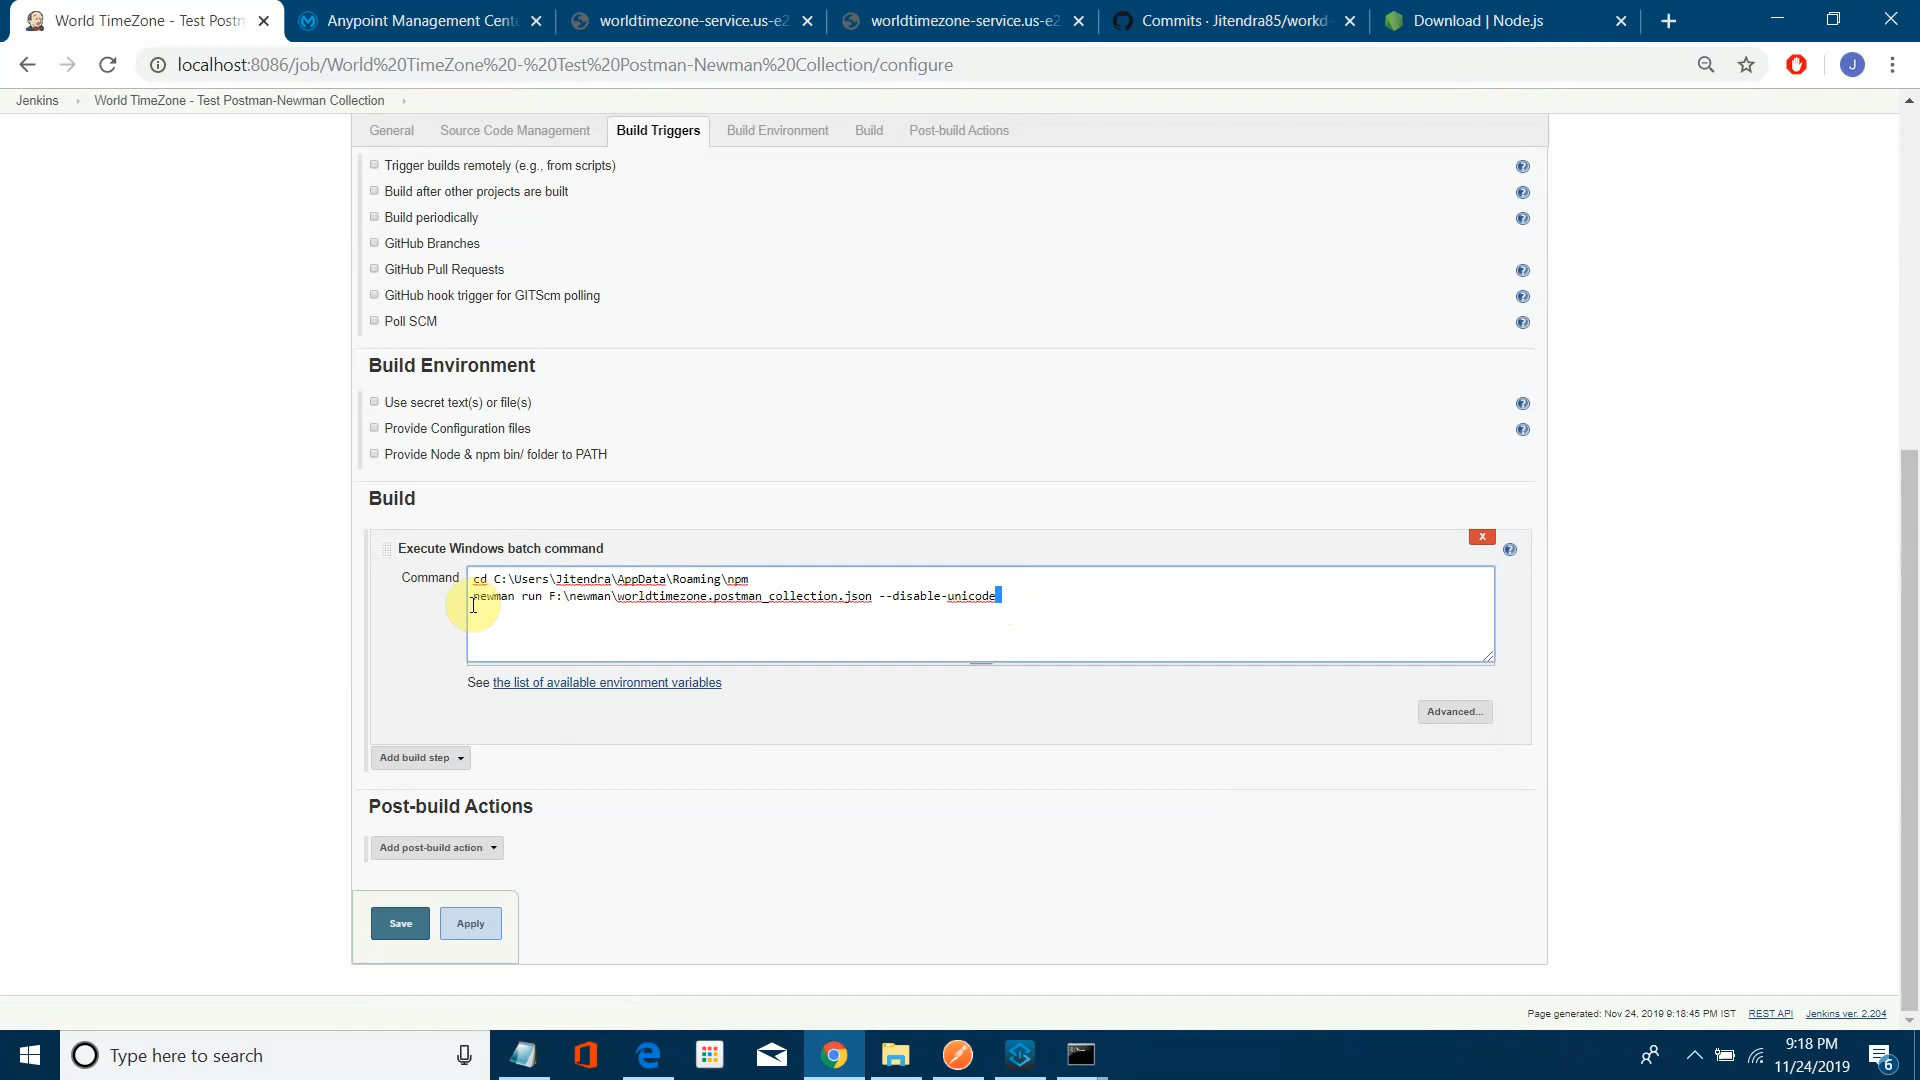 World TimeZone - Test Postm
Anypoint Management Cente
worldtimezone-service.us-e2
worldtimezone-service.us-e2
Commits · Jitendra85/workd
Download | Node.js
localhost:8086/job/World%20TimeZone%20-%20Test%20Postman-Newman%20Collection/configure
J
Jenkins
World TimeZone - Test Postman-Newman Collection
General
Source Code Management
Build Triggers
Build Environment
Build
Post-build Actions
Trigger builds remotely (e.g., from scripts)
Build after other projects are built
Build periodically
GitHub Branches
GitHub Pull Requests
GitHub hook trigger for GITScm polling
Poll SCM
Build Environment
Use secret text(s) or file(s)
Provide Configuration files
Provide Node & npm bin/ folder to PATH
Build
X
Execute Windows batch command
Command
cd C:\Users\Jitendra\AppData\Roaming\npm
newman run F:\newman\worldtimezone.postman_collection.json --disable-unicode
See the list of available environment variables
Advanced...
Add build step
Post-build Actions
Add post-build action
Save
Apply
Page generated: Nov 24, 2019 9:18:45 PM IST
REST API
Jenkins ver. 2.204
Type here to search
9:18 PM
11/24/2019
6